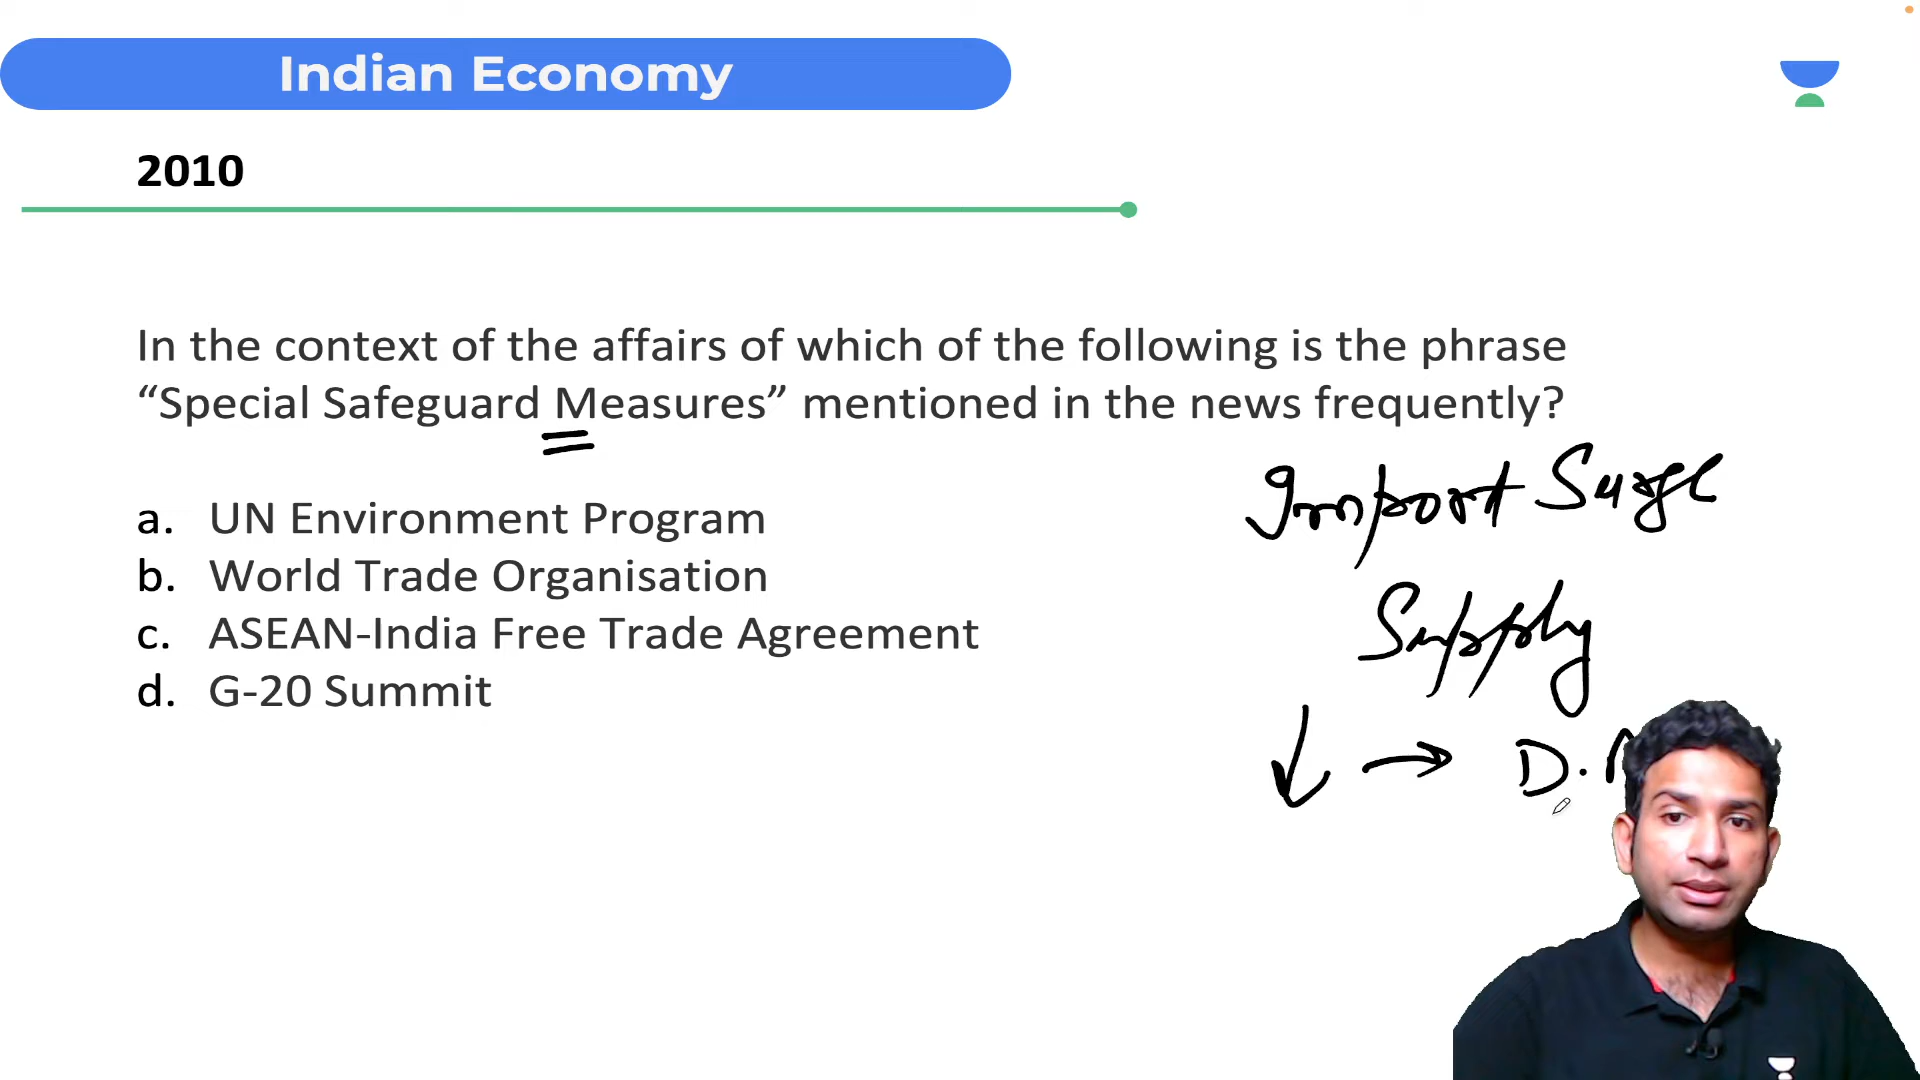 Indian Economy
2010
In the context of the affairs of which of the following is the phrase
“Special Safeguard Measures” mentioned in the news frequently?
a. UN Environment Program
b. World Trade Organisation
c. ASEAN-India Free Trade Agreement
d. G-20 Summit
Import Surge
Supply
D.